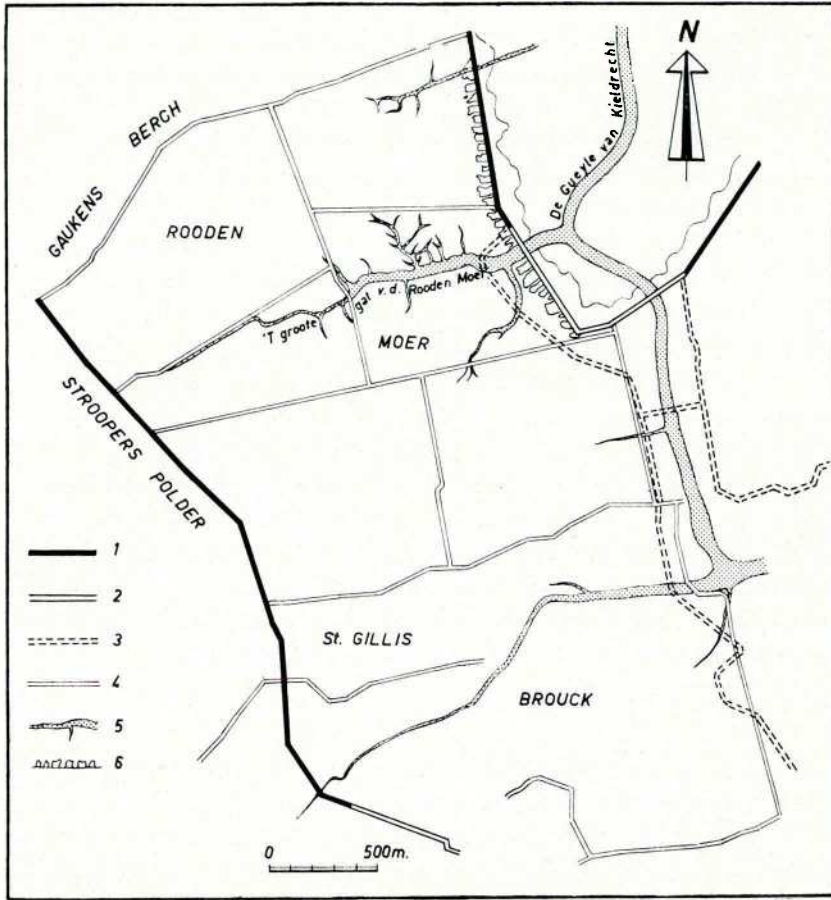 N
De Gueyle van Kieldrecht
GAUKENS BERGH
ROODEN
'T groote gat v.d. Rooden Moer
MOER
STROOPERS POLDER
1
2
3
4
5
6
St. GILLIS
BROUCK
0 500m.